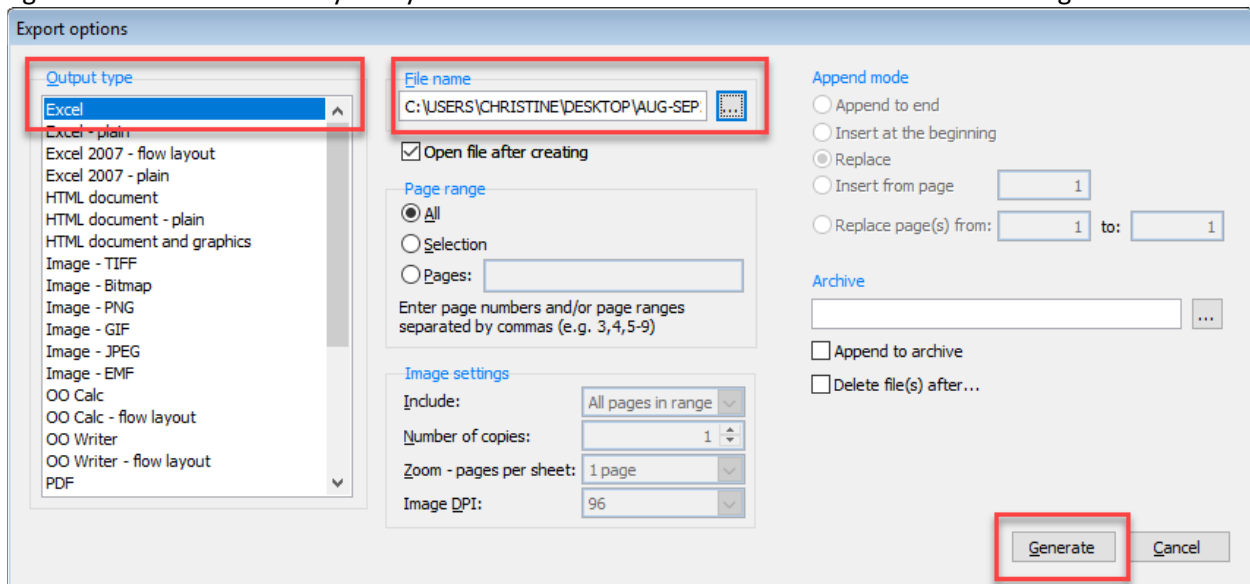 Export options
Output type
Excel
Excel - plain
Excel 2007 - flow layout
Excel 2007 - plain
HTML document
HTML document - plain
HTML document and graphics
Image - TIFF
Image - Bitmap
Image - PNG
Image - GIF
Image - JPEG
Image - EMF
OO Calc
OO Calc - flow layout
OO Writer
OO Writer - flow layout
PDF
File name
C:\USERS\CHRISTINE\DESKTOP\AUG-SEP: ...
Open file after creating
Page range
All
Selection
Pages:
Enter page numbers and/or page ranges
separated by commas (e.g. 3,4,5-9)
Image settings
Include: All pages in range
Number of copies: 1
Zoom - pages per sheet: 1 page
Image DPI: 96
Append mode
Append to end
Insert at the beginning
Replace
Insert from page 1
Replace page(s) from: 1 to: 1
Archive
...
Append to archive
Delete file(s) after...
Generate Cancel